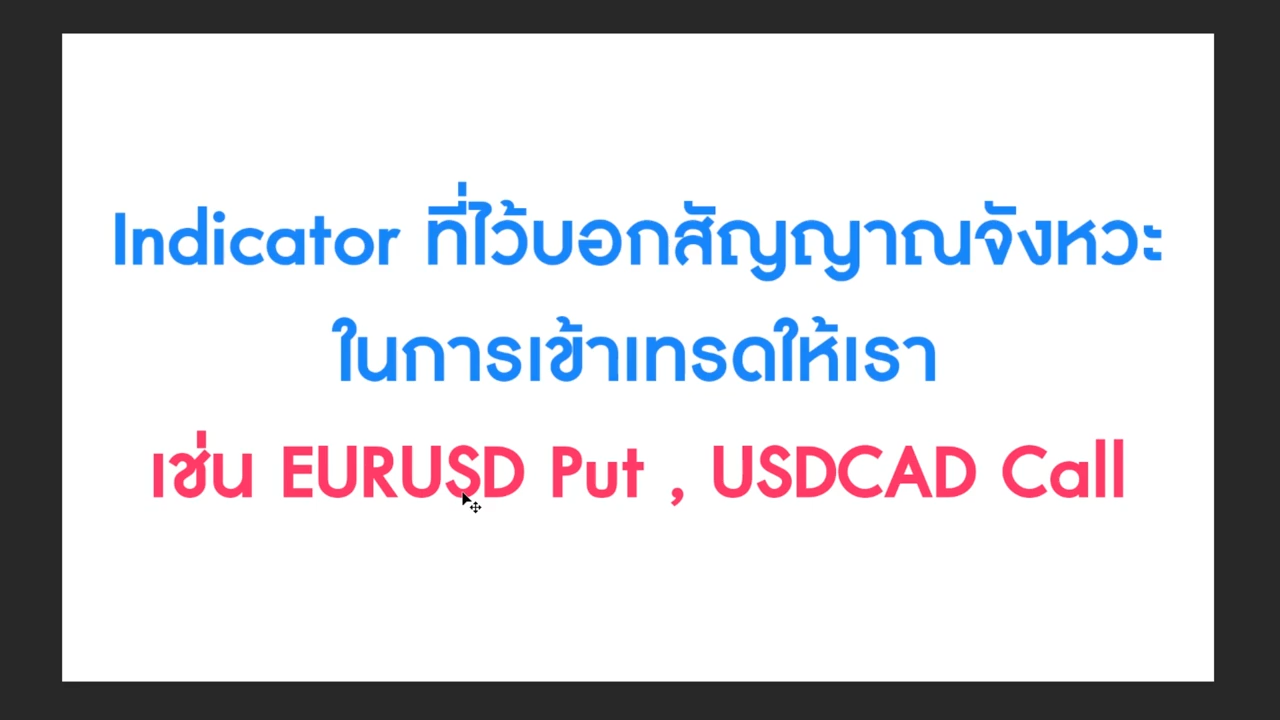 Indicator ที่ไว้บอกสัญญาณจังหวะ
ในการเข้าเทรดให้เรา
เช่น EURUSD Put , USDCAD Call